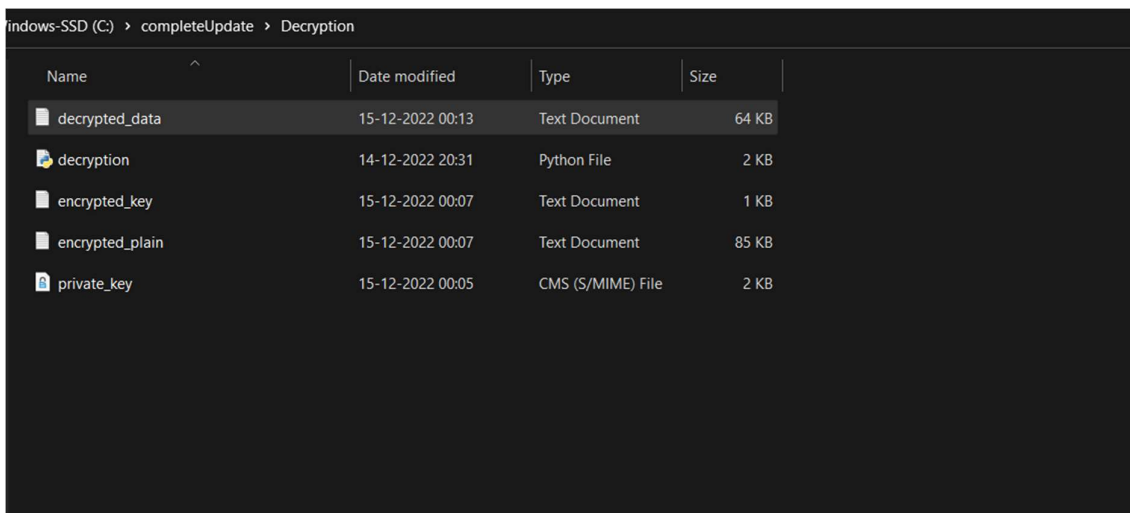 indows-SSD (C:) > completeUpdate > Decryption
Name Date modified Type Size
decrypted_data 15-12-2022 00:13 Text Document 64 KB
decryption 14-12-2022 20:31 Python File 2 KB
encrypted_key 15-12-2022 00:07 Text Document 1 KB
encrypted_plain 15-12-2022 00:07 Text Document 85 KB
private_key 15-12-2022 00:05 CMS (S/MIME) File 2 KB